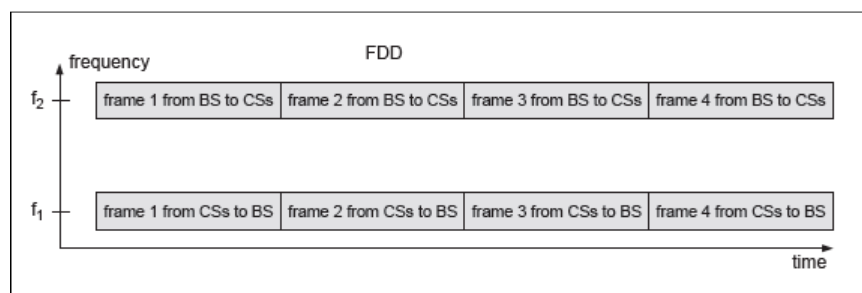 FDD
frequency
f2
frame 1 from BS to CSs
frame 2 from BS to CSs
frame 3 from BS to CSs
frame 4 from BS to CSs
f1
frame 1 from CSs to BS
frame 2 from CSs to BS
frame 3 from CSs to BS
frame 4 from CSs to BS
time